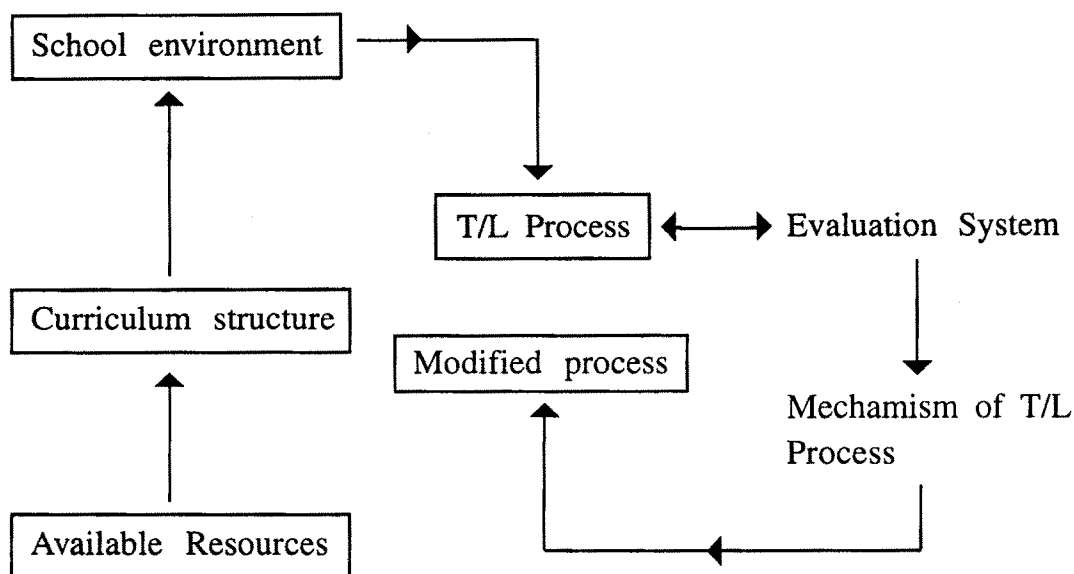 School environment
T/L Process
Evaluation System
Curriculum structure
Modified process
Mechamism of T/L
Process
Available Resources